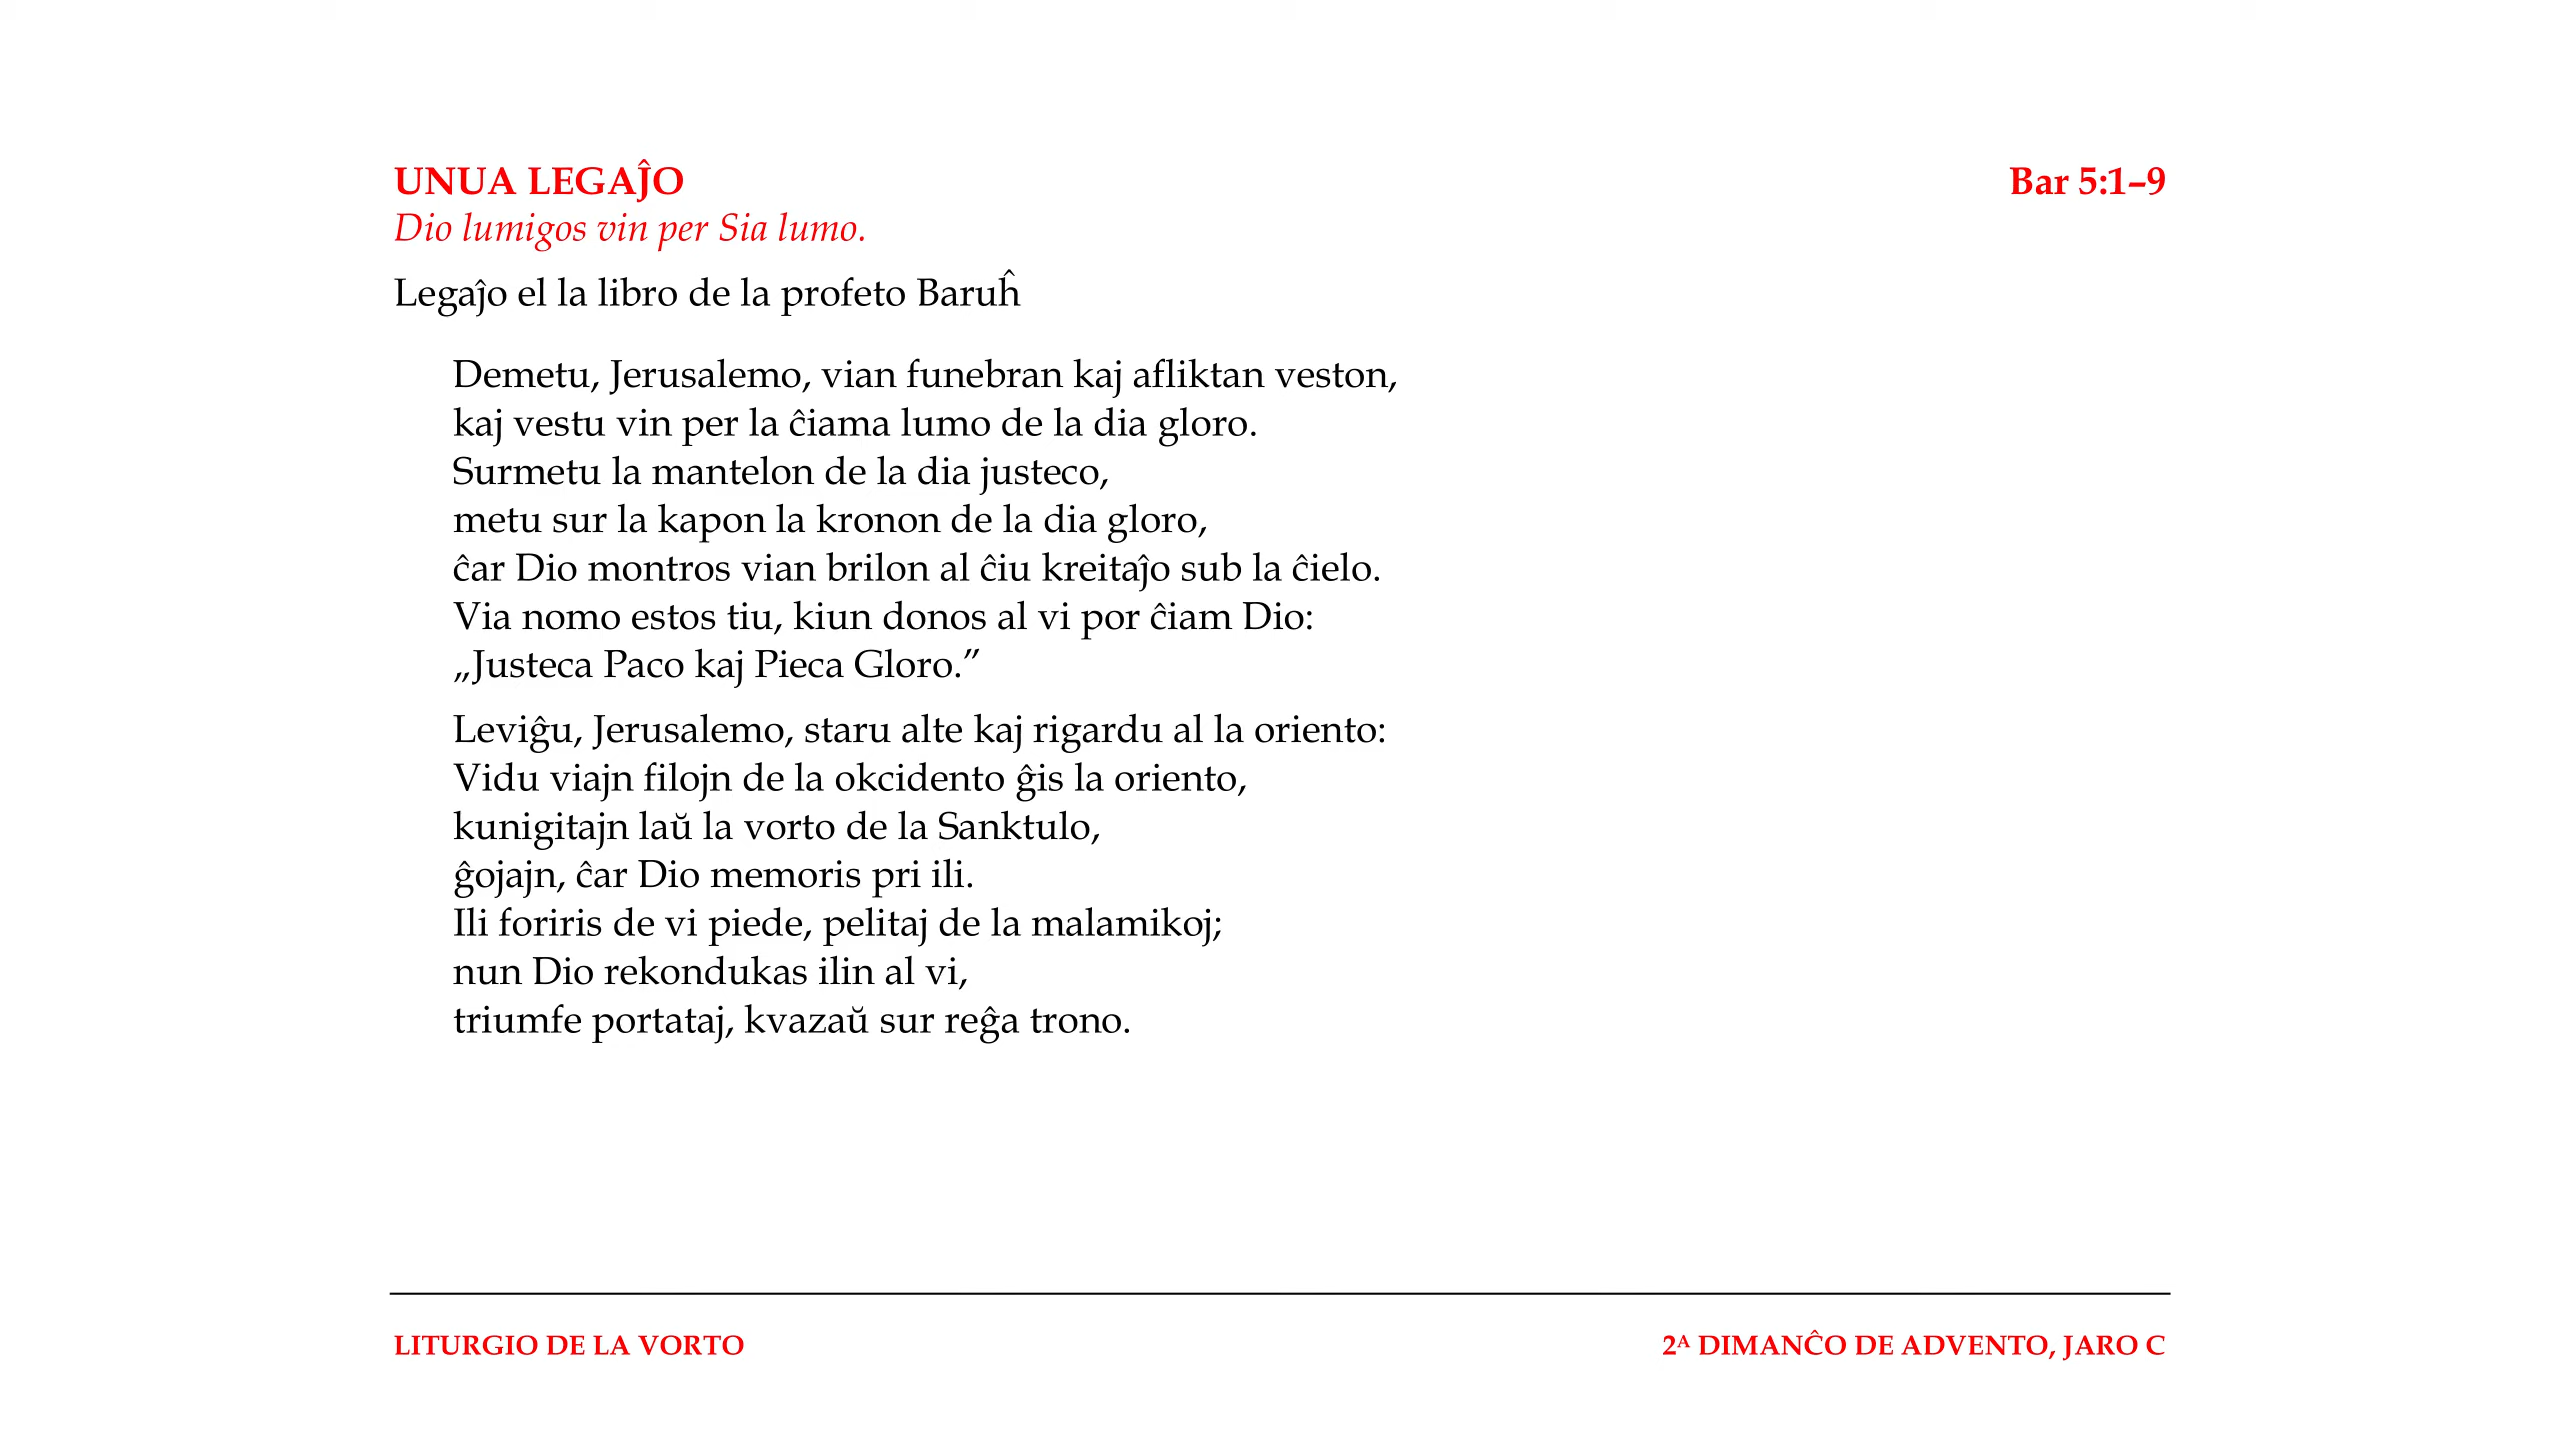 UNUA LEGAĴO Bar 5:1–9
Dio lumigos vin per Sia lumo.
Legaĵo el la libro de la profeto Baruĥ
Demetu, Jerusalemo, vian funebran kaj afliktan veston,
kaj vestu vin per la ĉiama lumo de la dia gloro.
Surmetu la mantelon de la dia justeco,
metu sur la kapon la kronon de la dia gloro,
ĉar Dio montros vian brilon al ĉiu kreitaĵo sub la ĉielo.
Via nomo estos tiu, kiun donos al vi por ĉiam Dio:
„Justeca Paco kaj Pieca Gloro.”
Leviĝu, Jerusalemo, staru alte kaj rigardu al la oriento:
Vidu viajn filojn de la okcidento ĝis la oriento,
kunigitajn laŭ la vorto de la Sanktulo,
ĝojajn, ĉar Dio memoris pri ili.
Ili foriris de vi piede, pelitaj de la malamikoj;
nun Dio rekondukas ilin al vi,
triumfe portataj, kvazaŭ sur reĝa trono.
LITURGIO DE LA VORTO 2ᴬ DIMANĈO DE ADVENTO, JARO C